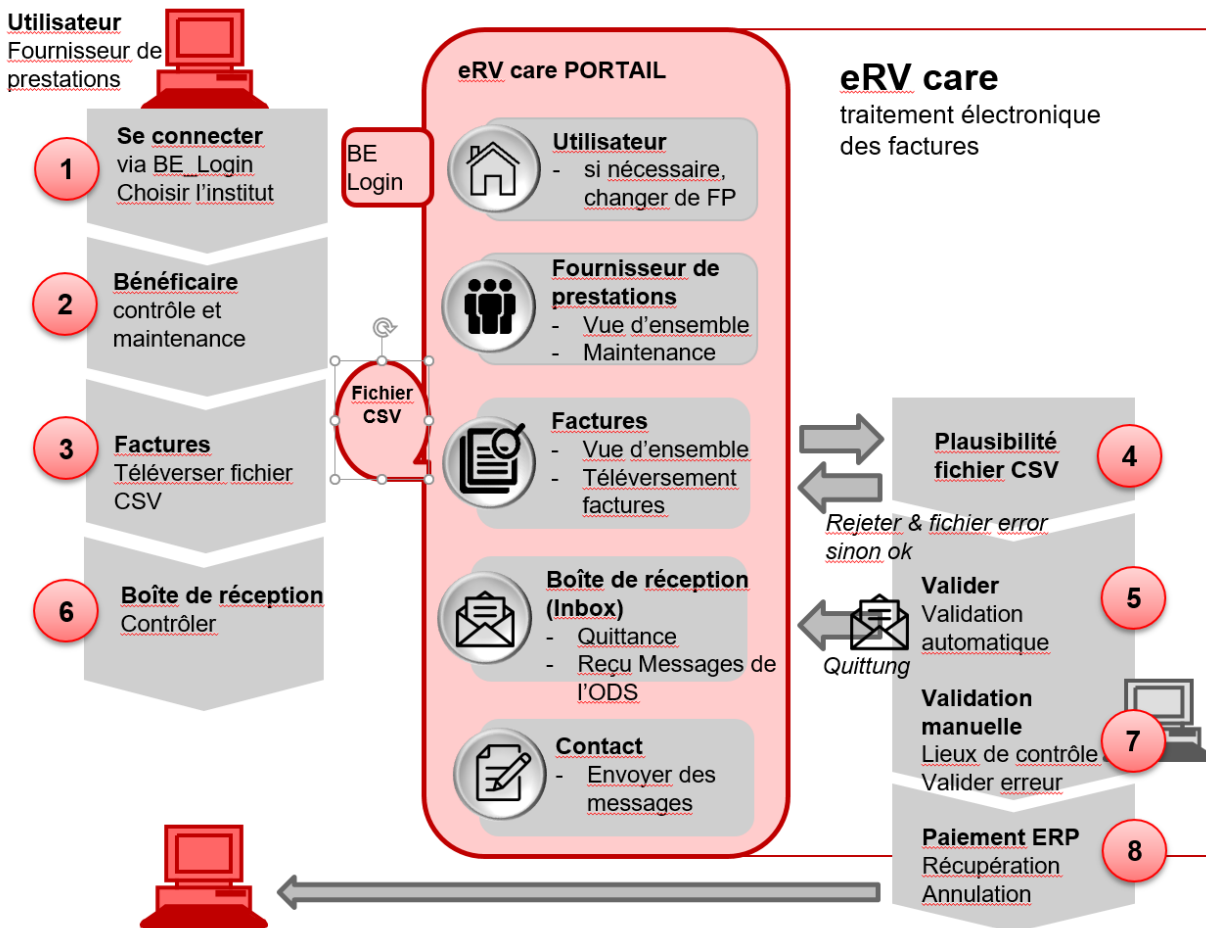 Utilisateur
Fournisseur de
prestations
1
Se connecter
via BE_Login
Choisir l'institut
2
Bénéficaire
contrôle et
maintenance
3
Factures
Téléverser fichier
CSV
6
Boîte de réception
Contrôler
BE
Login
Fichier
CSV
eRV care PORTAIL
Utilisateur
- si nécessaire,
changer de FP
Fournisseur de
prestations
- Vue d'ensemble
- Maintenance
Factures
- Vue d'ensemble
- Téléversement
factures
Boîte de réception
(Inbox)
- Quittance
- Reçu Messages de
l'ODS
Contact
- Envoyer des
messages
eRV care
traitement électronique
des factures
Plausibilité
fichier CSV
4
Rejeter & fichier error
sinon ok
Valider
Validation
automatique
5
Quittung
Validation
manuelle
Lieux de contrôle
Valider erreur
7
Paiement ERP
Récupération
Annulation
8